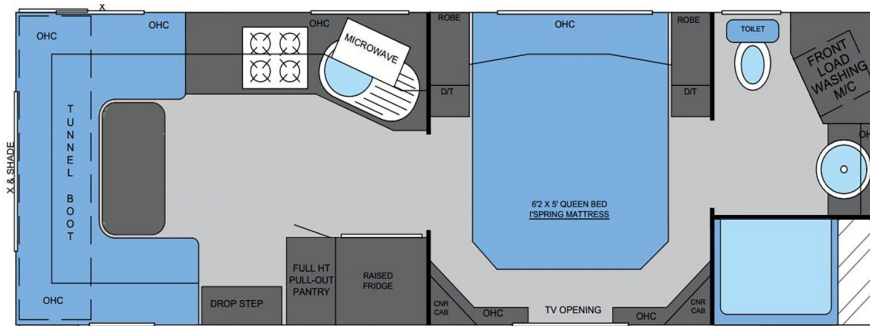 X
OHC
OHC
ROBE
OHC
ROBE
TOILET
OHC
MICROWAVE
FRONT
LOAD
WASHING
M/C
D/T
D/T
TUNNEL BOOT
X & SHADE
OH
6'2 X 5' QUEEN BED
I'SPRING MATTRESS
FULL HT
PULL-OUT
PANTRY
RAISED
FRIDGE
OHC
DROP STEP
CNR
CAB
OHC
TV OPENING
OHC
CNR
CAB